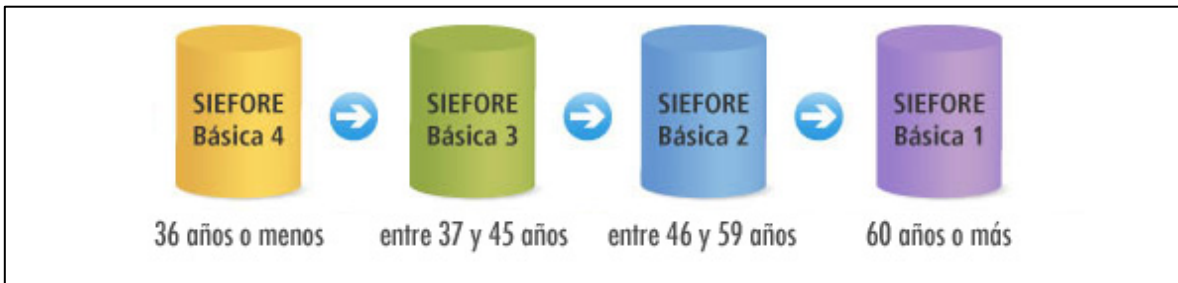 SIEFORE
Básica 4
SIEFORE
Básica 3
SIEFORE
Básica 2
SIEFORE
Básica 1
36 años o menos
entre 37 y 45 años
entre 46 y 59 años
60 años o más